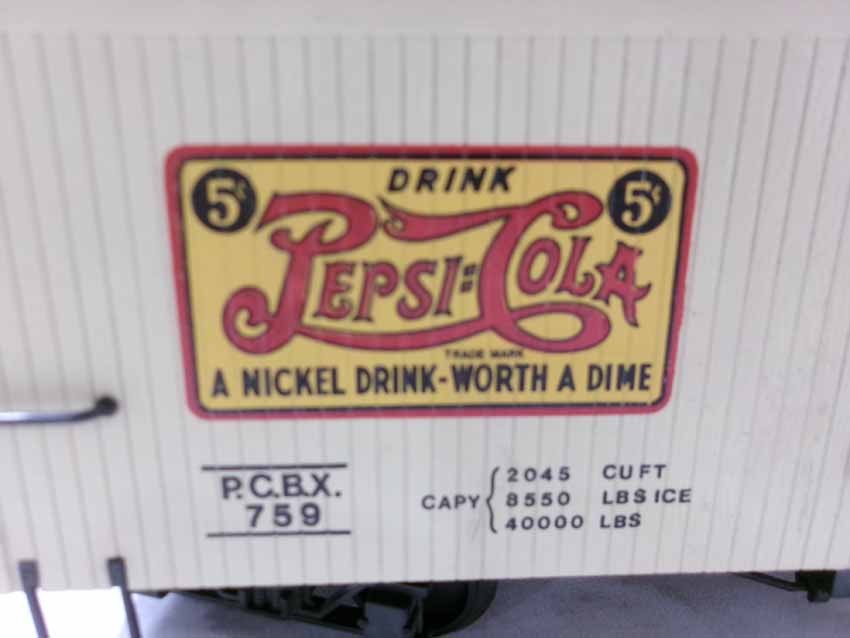 DRINK
5¢ 5¢
PEPSI=COLA
TRADE MARK
A NICKEL DRINK-WORTH A DIME
P.C.B.X.
759
CAPY { 2045 CU FT
8550 LBS ICE
40000 LBS